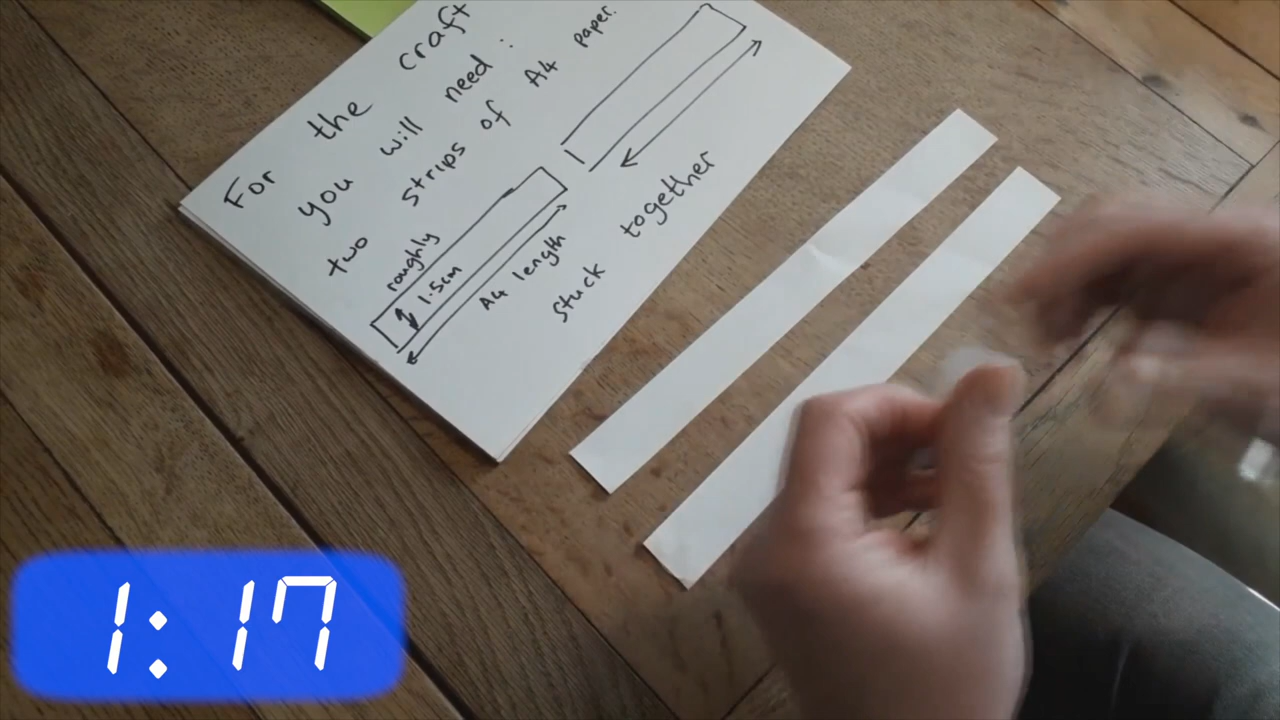 For the craft
you will need:
two strips of A4 paper.
roughly
1.5cm
A4 length
stuck together
1:17